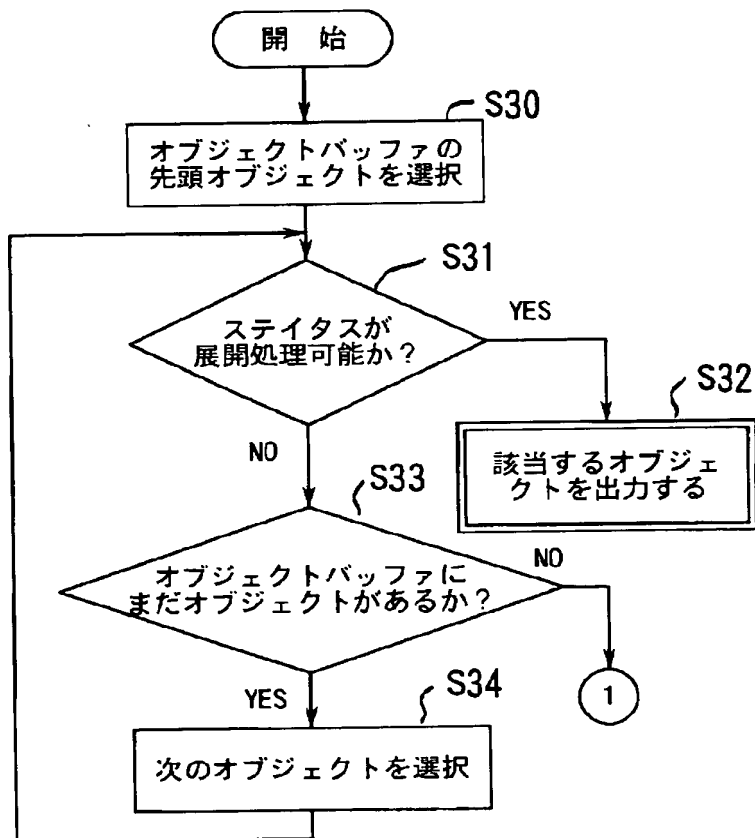 開 始
S30
オブジェクトバッファの
先頭オブジェクトを選択
S31
ステイタスが
展開処理可能か?
YES
S32
該当するオブジェ
クトを出力する
NO
S33
オブジェクトバッファに
まだオブジェクトがあるか?
NO
1
YES
S34
次のオブジェクトを選択